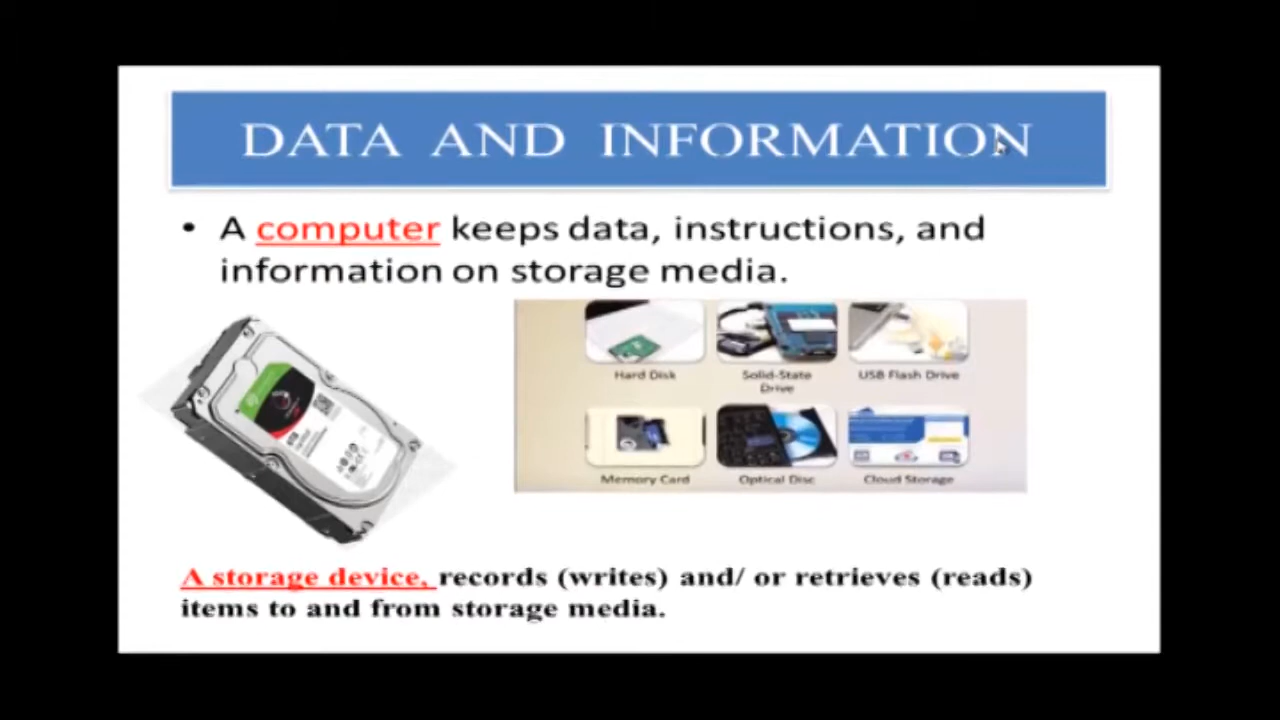 DATA AND INFORMATION
• A computer keeps data, instructions, and
information on storage media.
Hard Disk
Solid-State
Drive
USB Flash Drive
Memory Card
Optical Disc
Cloud Storage
A storage device, records (writes) and/ or retrieves (reads)
items to and from storage media.